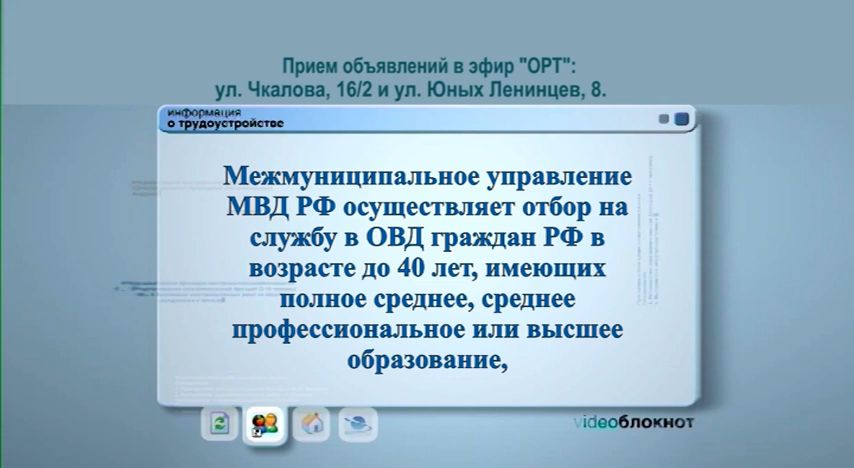 Прием объявлений в эфир "ОРТ":
ул. Чкалова, 16/2 и ул. Юных Ленинцев, 8.
информация
о трудоустройстве
Межмуниципальное управление
МВД РФ осуществляет отбор на
службу в ОВД граждан РФ в
возрасте до 40 лет, имеющих
полное среднее, среднее
профессиональное или высшее
образование,
videoблокнот